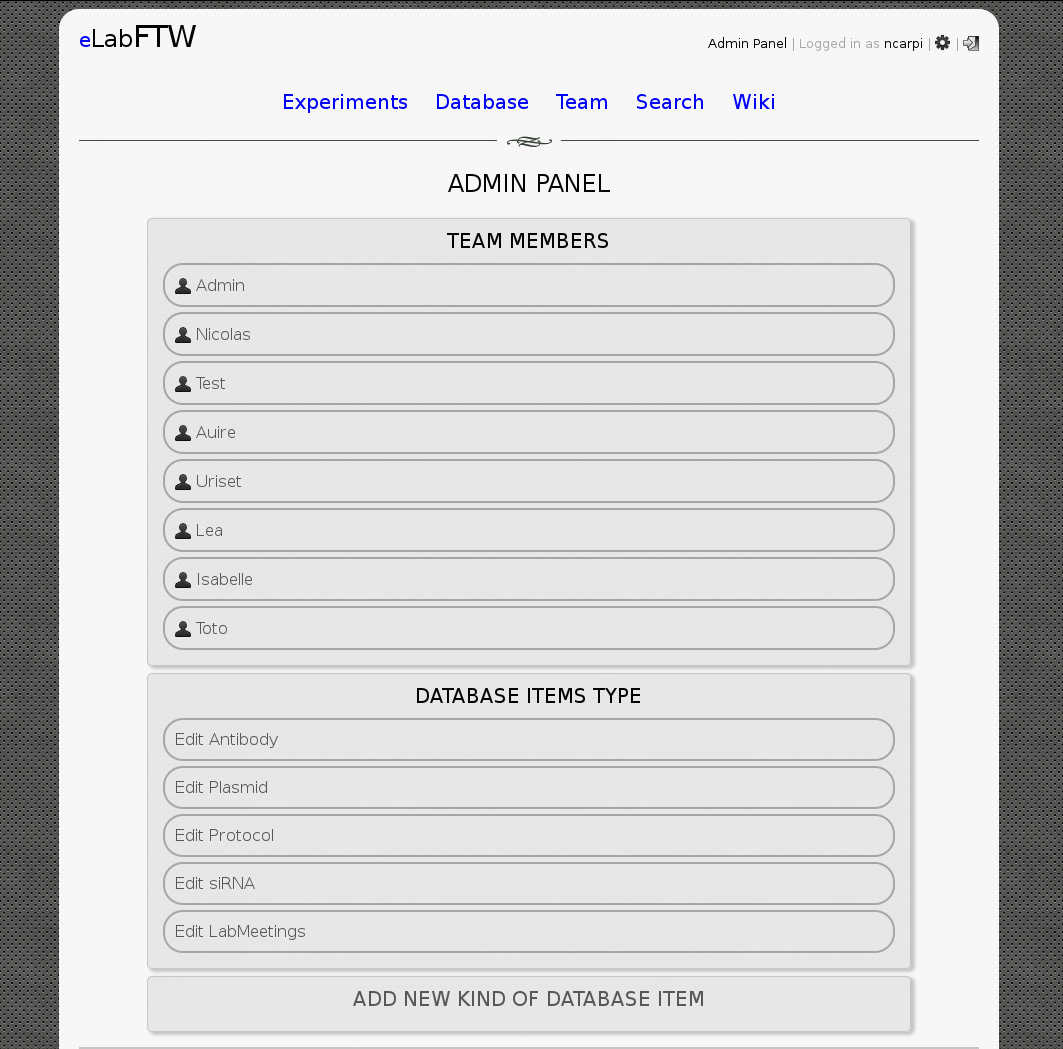 eLabFTW
Admin Panel | Logged in as ncarpi | |
Experiments Database Team Search Wiki
ADMIN PANEL
TEAM MEMBERS
Admin
Nicolas
Test
Auire
Uriset
Lea
Isabelle
Toto
DATABASE ITEMS TYPE
Edit Antibody
Edit Plasmid
Edit Protocol
Edit siRNA
Edit LabMeetings
ADD NEW KIND OF DATABASE ITEM